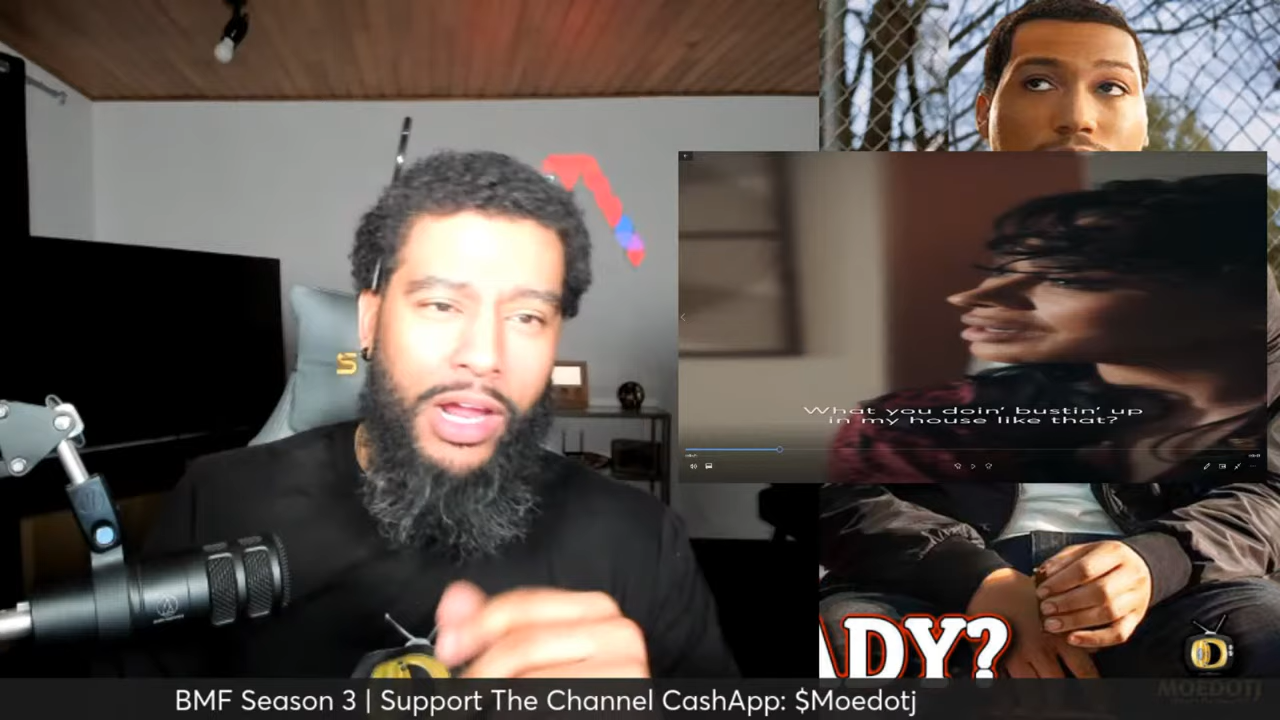 What you doin' bustin' up
in my house like that?
ADY?
MOEDOTJ
BMF Season 3 | Support The Channel CashApp: $Moedotj